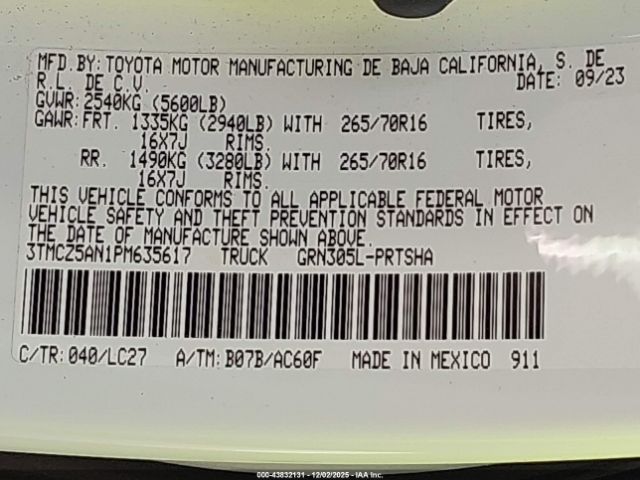 MFD.BY: TOYOTA MOTOR MANUFACTURING DE BAJA CALIFORNIA, S. DE
R.L. DE C.V. DATE: 09/23
GVWR: 2540KG (5600LB)
GAWR: FRT. 1335KG (2940LB) WITH 265/70R16 TIRES,
16X7J RIMS.
RR. 1490KG (3280LB) WITH 265/70R16 TIRES,
16X7J RIMS.
THIS VEHICLE CONFORMS TO ALL APPLICABLE FEDERAL MOTOR
VEHICLE SAFETY AND THEFT PREVENTION STANDARDS IN EFFECT ON
THE DATE OF MANUFACTURE SHOWN ABOVE.
3TMCZ5AN1PM635617 TRUCK GRN305L-PRTSHA
C/TR: 040/LC27 A/TM: B07B/AC60F MADE IN MEXICO 911
000-43832131 - 12/02/2025 - IAA Inc.